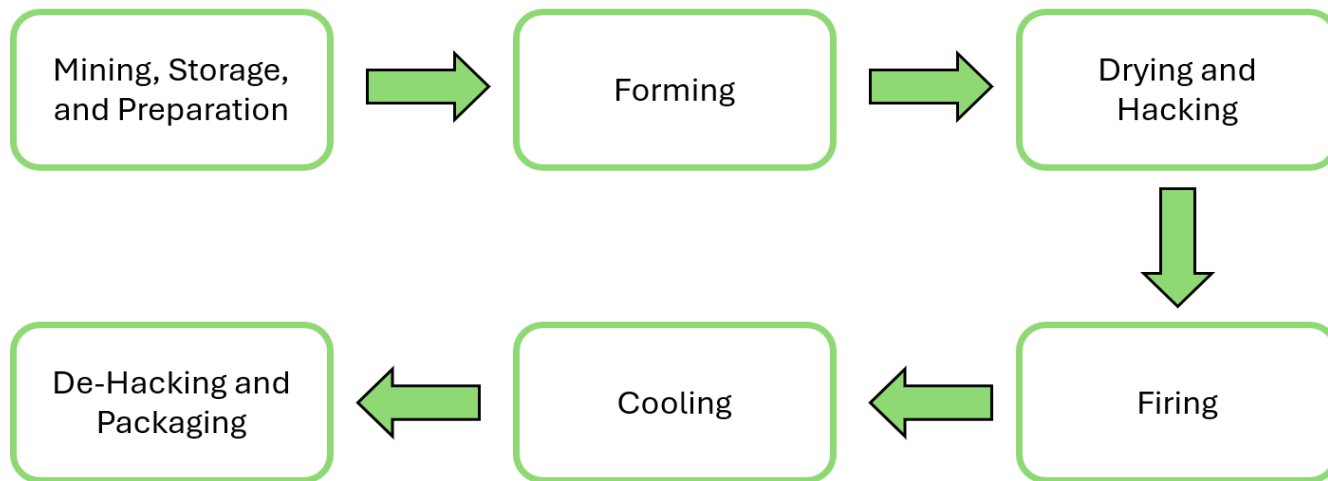 Mining, Storage,
and Preparation
Forming
Drying and
Hacking
Firing
Cooling
De-Hacking and
Packaging